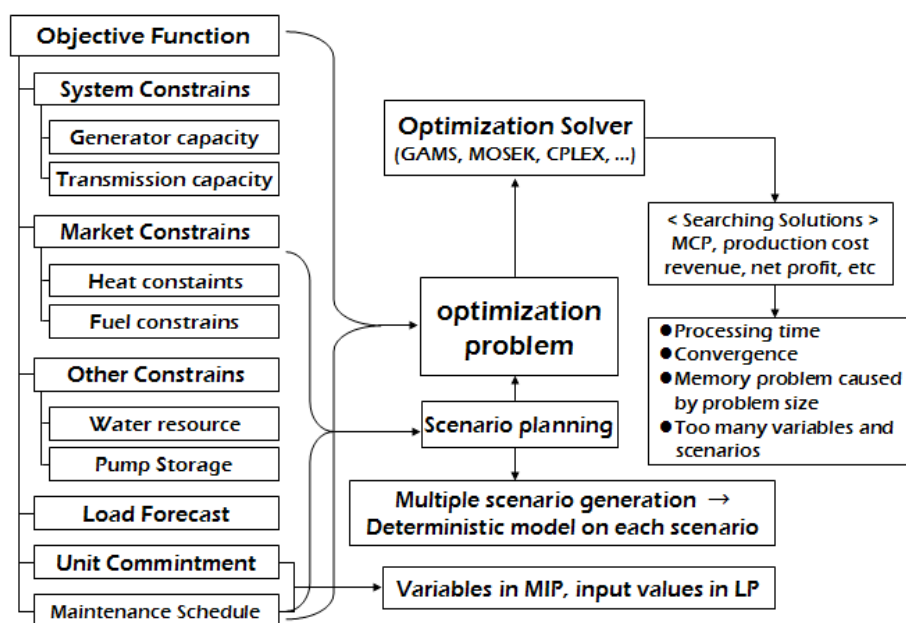 Objective Function
System Constrains
Generator capacity
Transmission capacity
Market Constrains
Heat constaints
Fuel constrains
Other Constrains
Water resource
Pump Storage
Load Forecast
Unit Commintment
Maintenance Schedule
Optimization Solver
(GAMS, MOSEK, CPLEX, ...)
optimization
problem
Scenario planning
Multiple scenario generation →
Deterministic model on each scenario
Variables in MIP, input values in LP
< Searching Solutions >
MCP, production cost
revenue, net profit, etc
●Processing time
●Convergence
●Memory problem caused
by problem size
●Too many variables and
scenarios